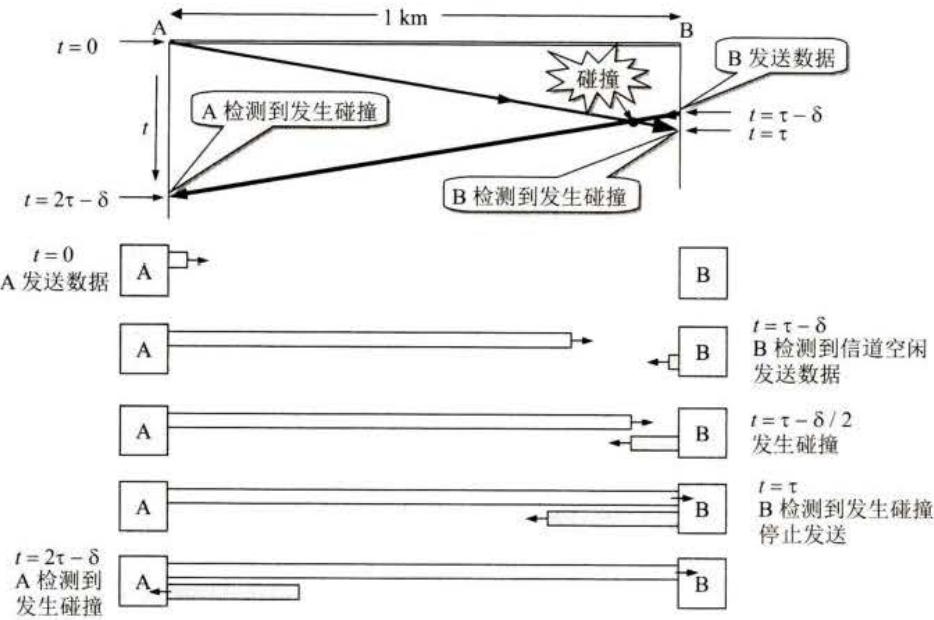 A
1 km
B
t=0
碰撞
B 发送数据
A 检测到发生碰撞
t
t=τ−δ
t=τ
B 检测到发生碰撞
t=2τ−δ
t=0
A 发送数据
A
B
A
B
t=τ−δ
B 检测到信道空闲
发送数据
A
B
t=τ−δ/2
发生碰撞
A
B
t=τ
B 检测到发生碰撞
停止发送
t=2τ−δ
A 检测到
发生碰撞
A
B